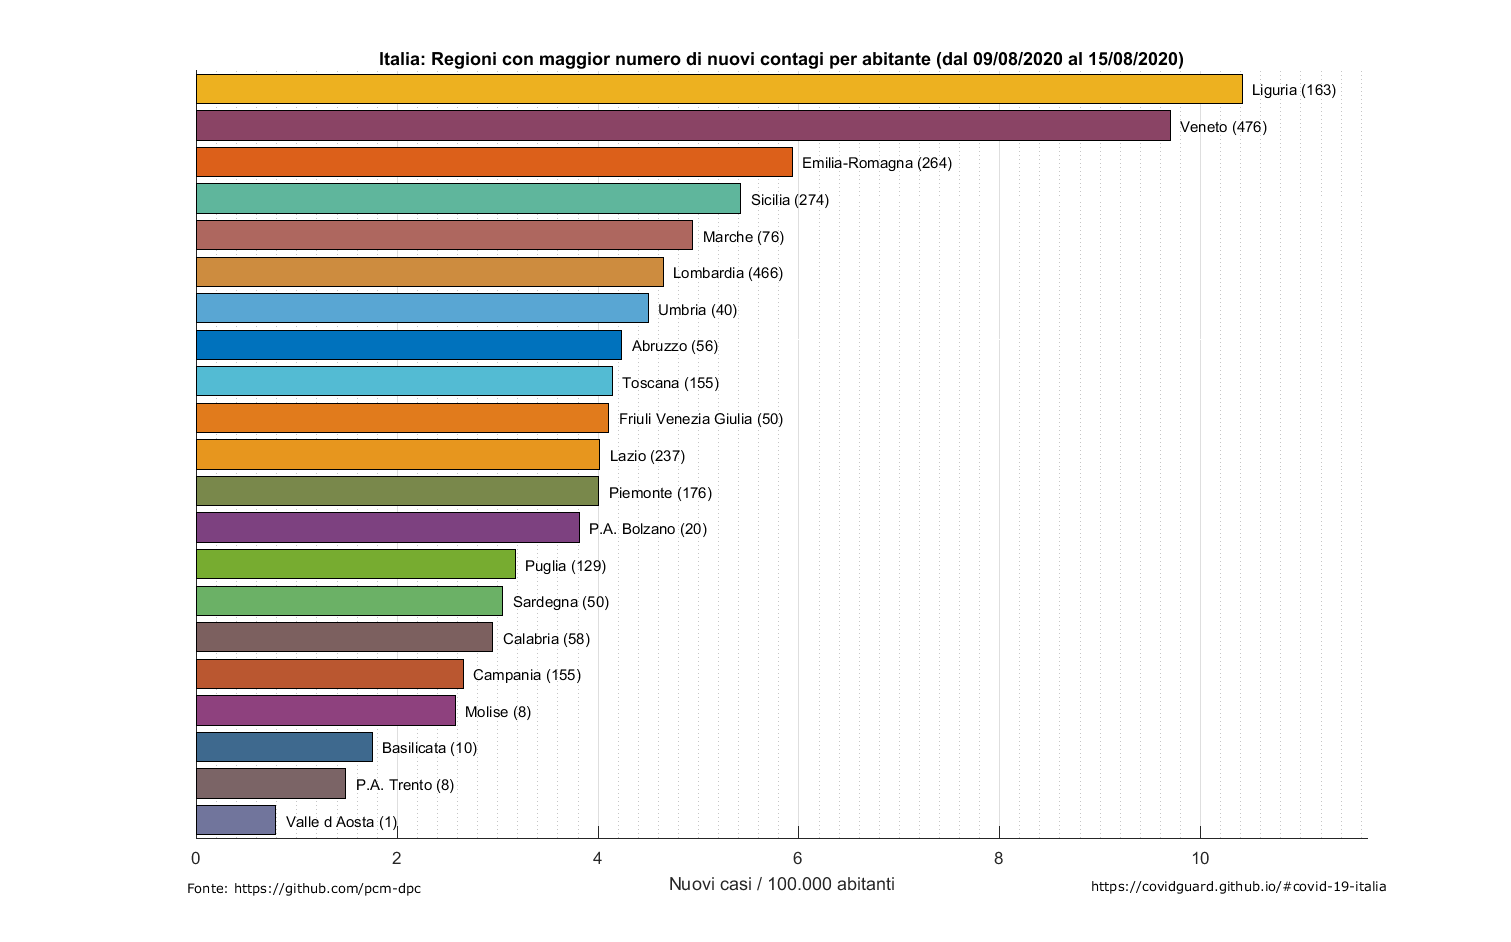 Italia: Regioni con maggior numero di nuovi contagi per abitante (dal 09/08/2020 al 15/08/2020)
Liguria (163)
Veneto (476)
Emilia-Romagna (264)
Sicilia (274)
Marche (76)
Lombardia (466)
Umbria (40)
Abruzzo (56)
Toscana (155)
Friuli Venezia Giulia (50)
Lazio (237)
Piemonte (176)
P.A. Bolzano (20)
Puglia (129)
Sardegna (50)
Calabria (58)
Campania (155)
Molise (8)
Basilicata (10)
P.A. Trento (8)
Valle d Aosta (1)
0 2 4 6 8 10
Nuovi casi / 100.000 abitanti
Fonte: https://github.com/pcm-dpc
https://covidguard.github.io/#covid-19-italia